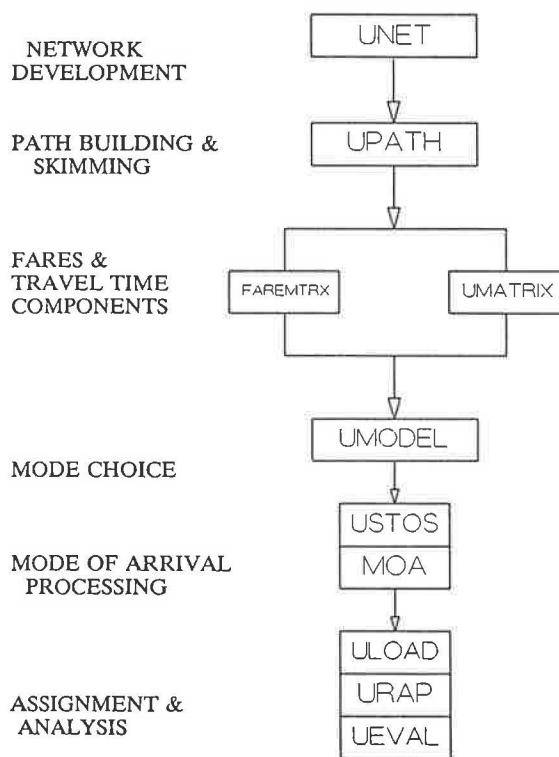 UNET
NETWORK
DEVELOPMENT
UPATH
PATH BUILDING &
SKIMMING
FARES &
TRAVEL TIME
COMPONENTS
FAREMTRX
UMATRIX
UMODEL
MODE CHOICE
USTOS
MOA
MODE OF ARRIVAL
PROCESSING
ULOAD
URAP
UEVAL
ASSIGNMENT &
ANALYSIS